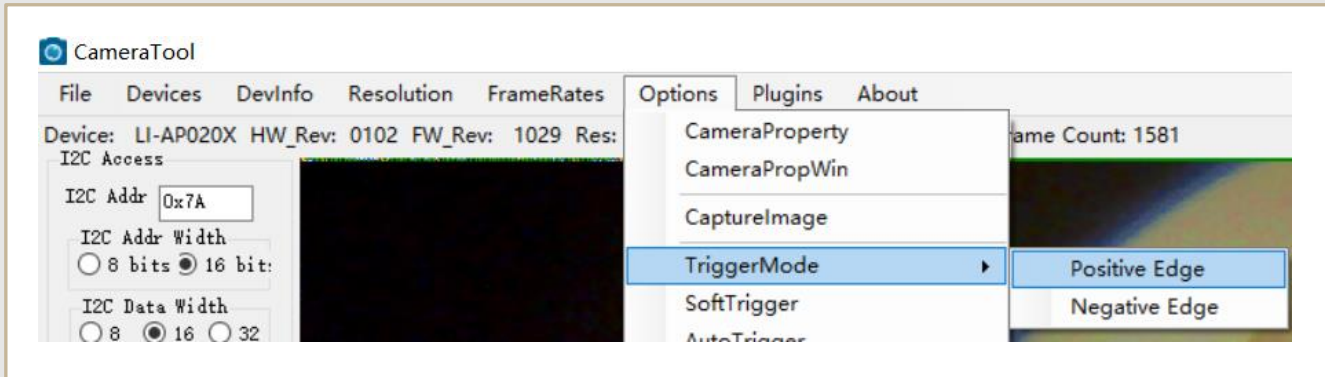 CameraTool
File Devices DevInfo Resolution FrameRates Options Plugins About
Device: LI-AP020X HW_Rev: 0102 FW_Rev: 1029 Res: ame Count: 1581
I2C Access
I2C Addr 0x7A
I2C Addr Width
8 bits 16 bit:
I2C Data Width
8 16 32
CameraProperty
CameraPropWin
CaptureImage
TriggerMode
SoftTrigger
AutoTrigger
Positive Edge
Negative Edge